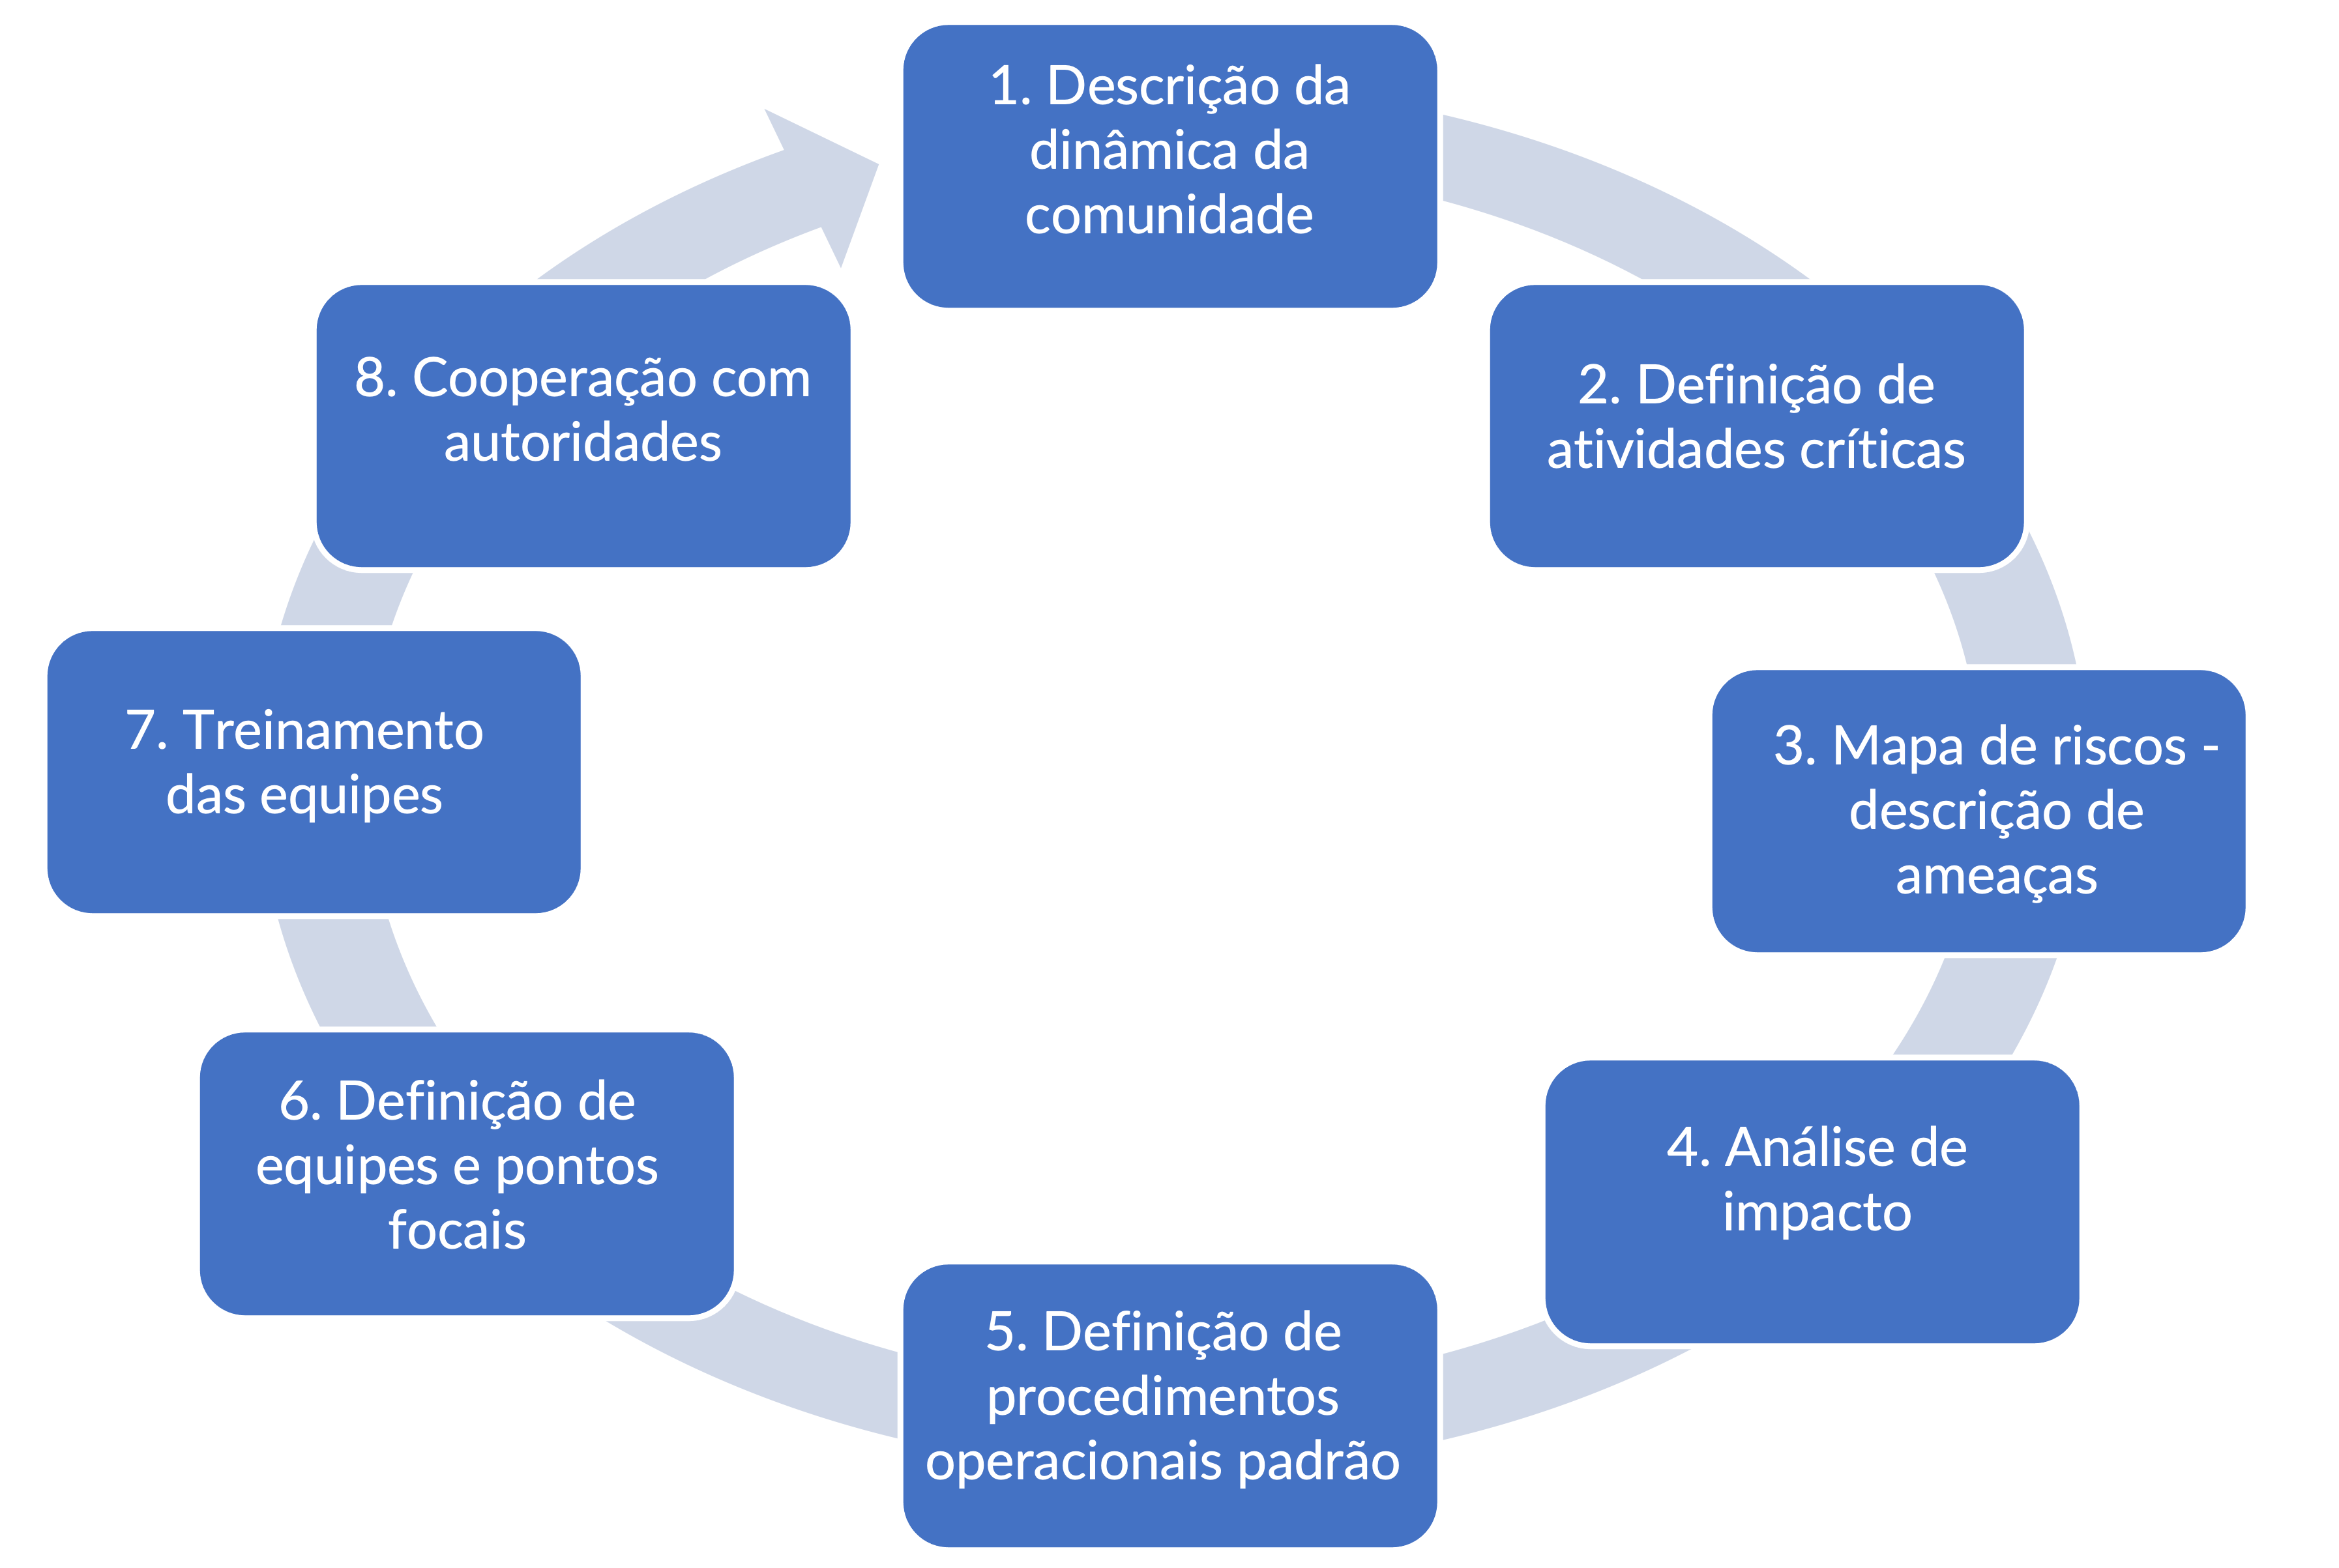 1. Descrição da
dinâmica da
comunidade
2. Definição de
atividades críticas
3. Mapa de riscos -
descrição de
ameaças
4. Análise de
impacto
5. Definição de
procedimentos
operacionais padrão
6. Definição de
equipes e pontos
focais
7. Treinamento
das equipes
8. Cooperação com
autoridades